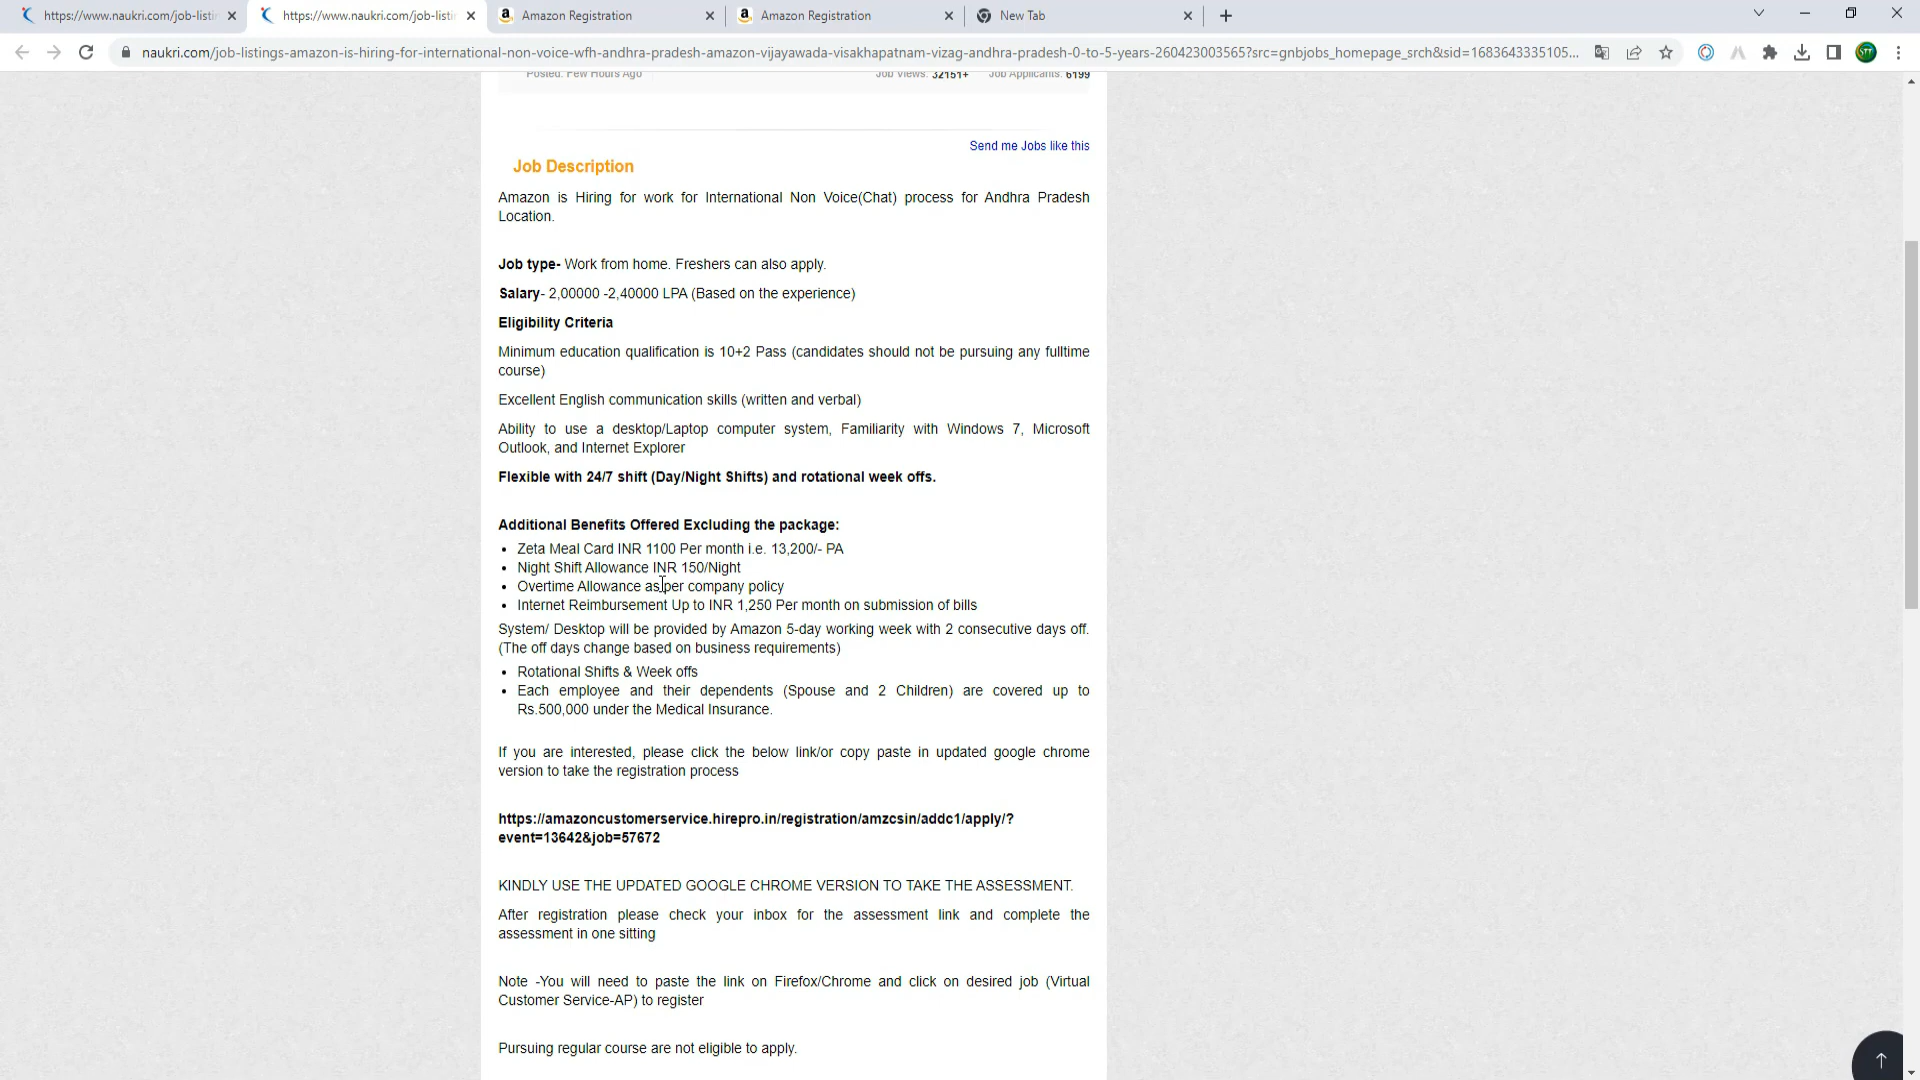 https://www.naukri.com/job-listin
https://www.naukri.com/job-listi
Amazon Registration
Amazon Registration
New Tab
naukri.com/job-listings-amazon-is-hiring-for-international-non-voice-wfh-andhra-pradesh-amazon-vijayawada-visakhapatnam-vizag-andhra-pradesh-0-to-5-years-260423003565?src=gnbjobs_homepage_srch&sid=1683643335105...
Posted: Few Hours Ago
Job Views: 32151+ Job Applicants: 6199
Send me Jobs like this
Job Description
Amazon is Hiring for work for International Non Voice(Chat) process for Andhra Pradesh
Location.
Job type- Work from home. Freshers can also apply.
Salary- 2,00000 -2,40000 LPA (Based on the experience)
Eligibility Criteria
Minimum education qualification is 10+2 Pass (candidates should not be pursuing any fulltime
course)
Excellent English communication skills (written and verbal)
Ability to use a desktop/Laptop computer system, Familiarity with Windows 7, Microsoft
Outlook, and Internet Explorer
Flexible with 24/7 shift (Day/Night Shifts) and rotational week offs.
Additional Benefits Offered Excluding the package:
• Zeta Meal Card INR 1100 Per month i.e. 13,200/- PA
• Night Shift Allowance INR 150/Night
• Overtime Allowance as per company policy
• Internet Reimbursement Up to INR 1,250 Per month on submission of bills
System/ Desktop will be provided by Amazon 5-day working week with 2 consecutive days off.
(The off days change based on business requirements)
• Rotational Shifts & Week offs
• Each employee and their dependents (Spouse and 2 Children) are covered up to
Rs.500,000 under the Medical Insurance.
If you are interested, please click the below link/or copy paste in updated google chrome
version to take the registration process
https://amazoncustomerservice.hirepro.in/registration/amzcsin/addc1/apply/?
event=13642&job=57672
KINDLY USE THE UPDATED GOOGLE CHROME VERSION TO TAKE THE ASSESSMENT.
After registration please check your inbox for the assessment link and complete the
assessment in one sitting
Note -You will need to paste the link on Firefox/Chrome and click on desired job (Virtual
Customer Service-AP) to register
Pursuing regular course are not eligible to apply.